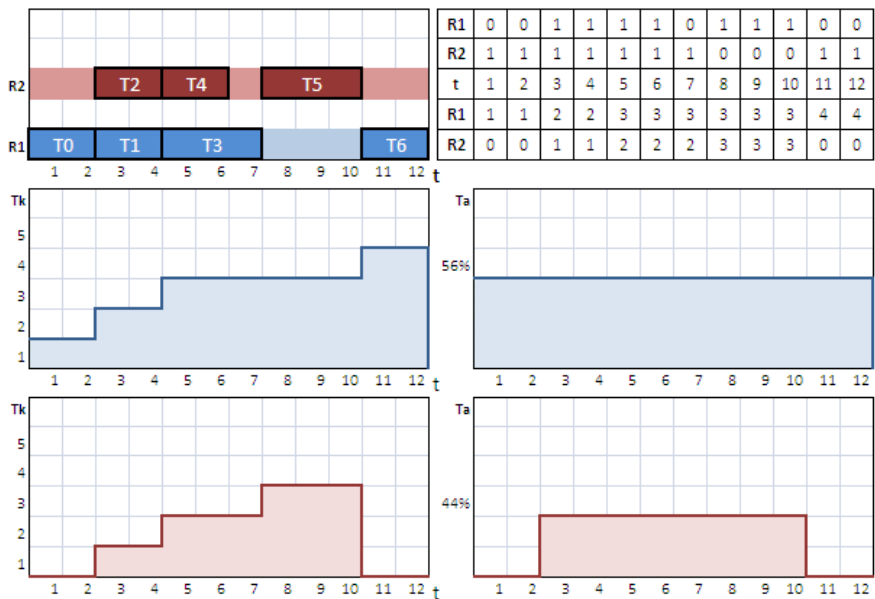 R2 T2 T4 T5
R1 T0 T1 T3 T6
1 2 3 4 5 6 7 8 9 10 11 12 t
R1 0 0 1 1 1 1 0 1 1 1 0 0
R2 1 1 1 1 1 1 1 0 0 0 1 1
t 1 2 3 4 5 6 7 8 9 10 11 12
R1 1 1 2 2 3 3 3 3 3 3 4 4
R2 0 0 1 1 2 2 2 3 3 3 0 0
Tk
5
4
3
2
1
1 2 3 4 5 6 7 8 9 10 11 12 t
Ta
56%
1 2 3 4 5 6 7 8 9 10 11 12
Tk
5
4
3
2
1
1 2 3 4 5 6 7 8 9 10 11 12 t
Ta
44%
1 2 3 4 5 6 7 8 9 10 11 12